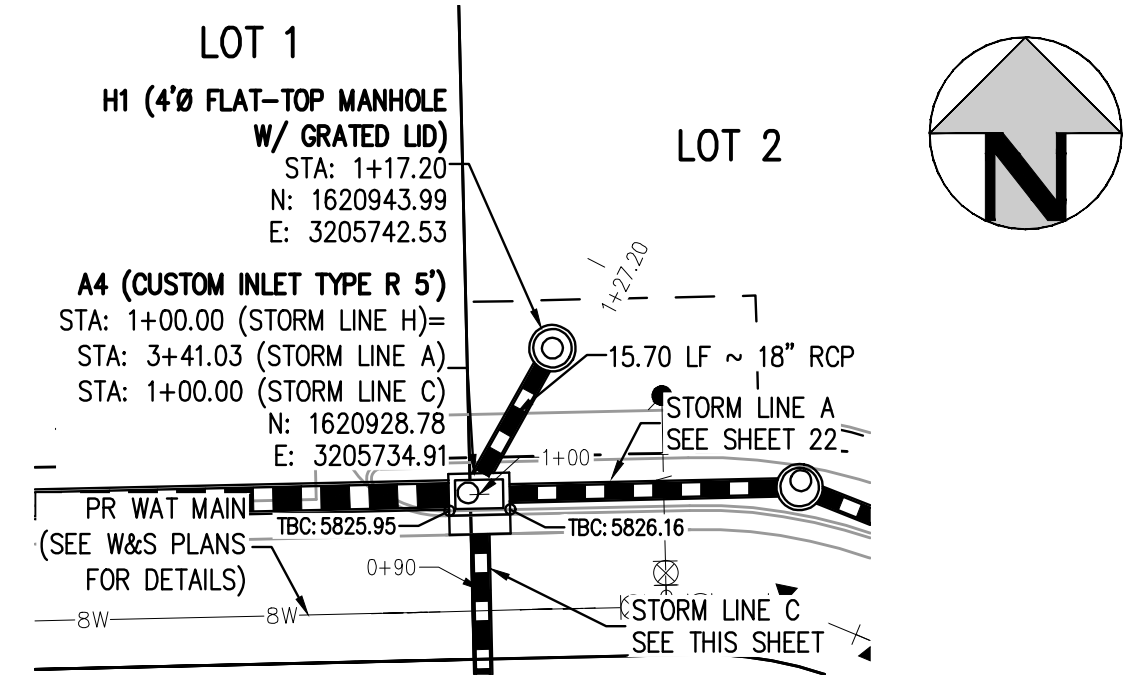 LOT 1
H1 (4'Ø FLAT-TOP MANHOLE
W/ GRATED LID)
STA: 1+17.20
N: 1620943.99
E: 3205742.53
LOT 2
N
A4 (CUSTOM INLET TYPE R 5')
STA: 1+00.00 (STORM LINE H)=
STA: 3+41.03 (STORM LINE A)
STA: 1+00.00 (STORM LINE C)
N: 1620928.78
E: 3205734.91
1+27.20
15.70 LF ~ 18" RCP
STORM LINE A
SEE SHEET 22
1+00
PR WAT MAIN
(SEE W&S PLANS
FOR DETAILS)
TBC: 5825.95
TBC: 5826.16
0+90
8W
8W
STORM LINE C
SEE THIS SHEET